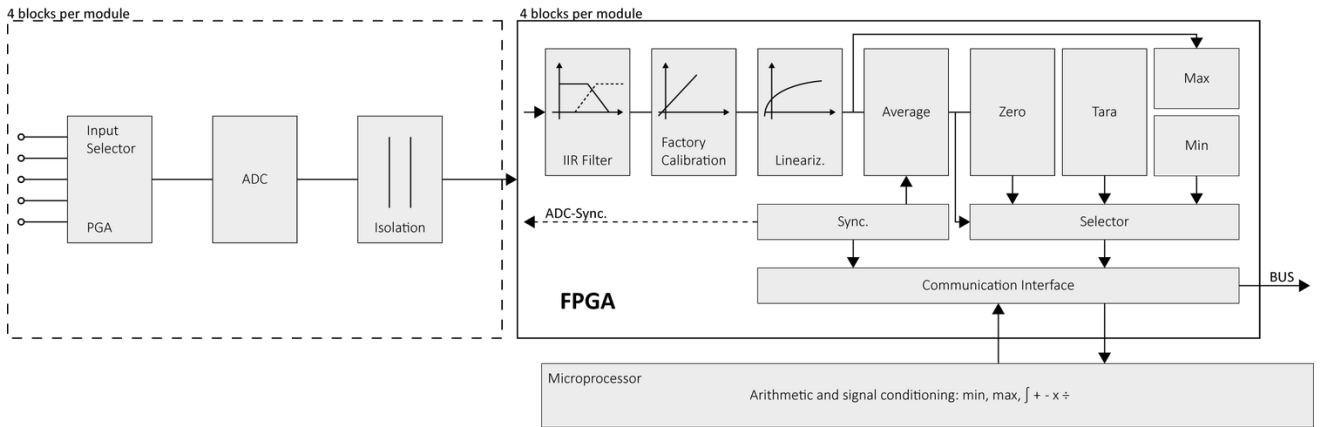 4 blocks per module
Input
Selector
PGA
ADC
Isolation
4 blocks per module
IIR Filter
Factory
Calibration
Lineariz.
Average
Zero
Tara
Max
Min
ADC-Sync.
Sync.
Selector
Communication Interface
BUS
FPGA
Microprocessor
Arithmetic and signal conditioning: min, max, ∫ + - x ÷